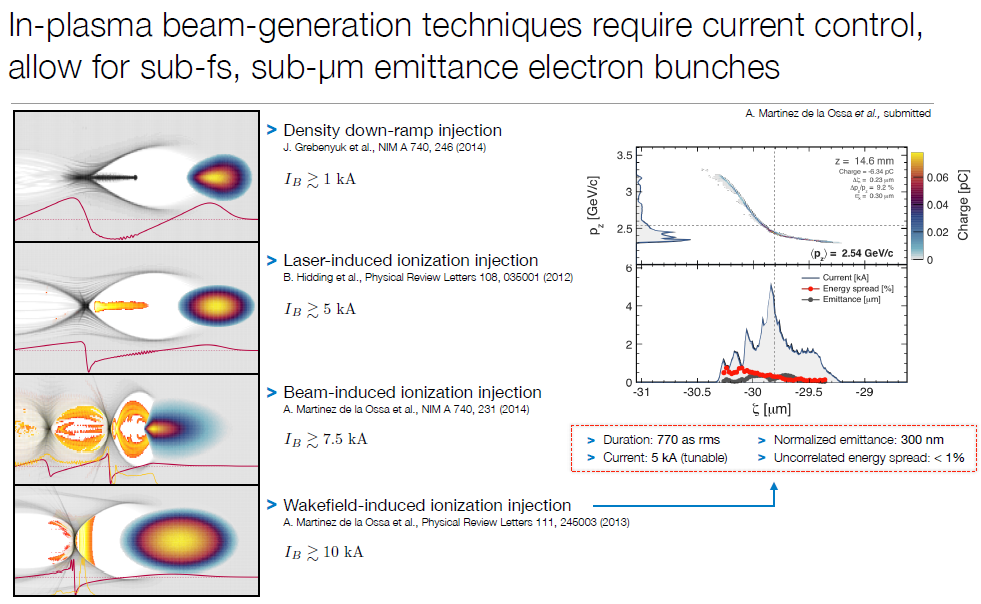 In-plasma beam-generation techniques require current control,
allow for sub-fs, sub-µm emittance electron bunches
A. Martinez de la Ossa et al., submitted
> Density down-ramp injection
J. Grebenyuk et al., NIM A 740, 246 (2014)
I_B ≳ 1 kA
> Laser-induced ionization injection
B. Hidding et al., Physical Review Letters 108, 035001 (2012)
I_B ≳ 5 kA
> Beam-induced ionization injection
A. Martinez de la Ossa et al., NIM A 740, 231 (2014)
I_B ≳ 7.5 kA
> Wakefield-induced ionization injection
A. Martinez de la Ossa et al., Physical Review Letters 111, 245003 (2013)
I_B ≳ 10 kA
p_z [GeV/c]
3.5
3
2.5
z = 14.6 mm
Charge = -6.34 pC
Δζ = 0.23 µm
Δp_z/p_z = 9.2 %
ε_x = 0.30 µm
⟨p_z⟩ = 2.54 GeV/c
0.06
0.04
0.02
0
Charge [pC]
6
4
2
0
Current [kA]
Energy spread [%]
Emittance [µm]
-31 -30.5 -30 -29.5 -29
ζ [µm]
> Duration: 770 as rms > Normalized emittance: 300 nm
> Current: 5 kA (tunable) > Uncorrelated energy spread: < 1%